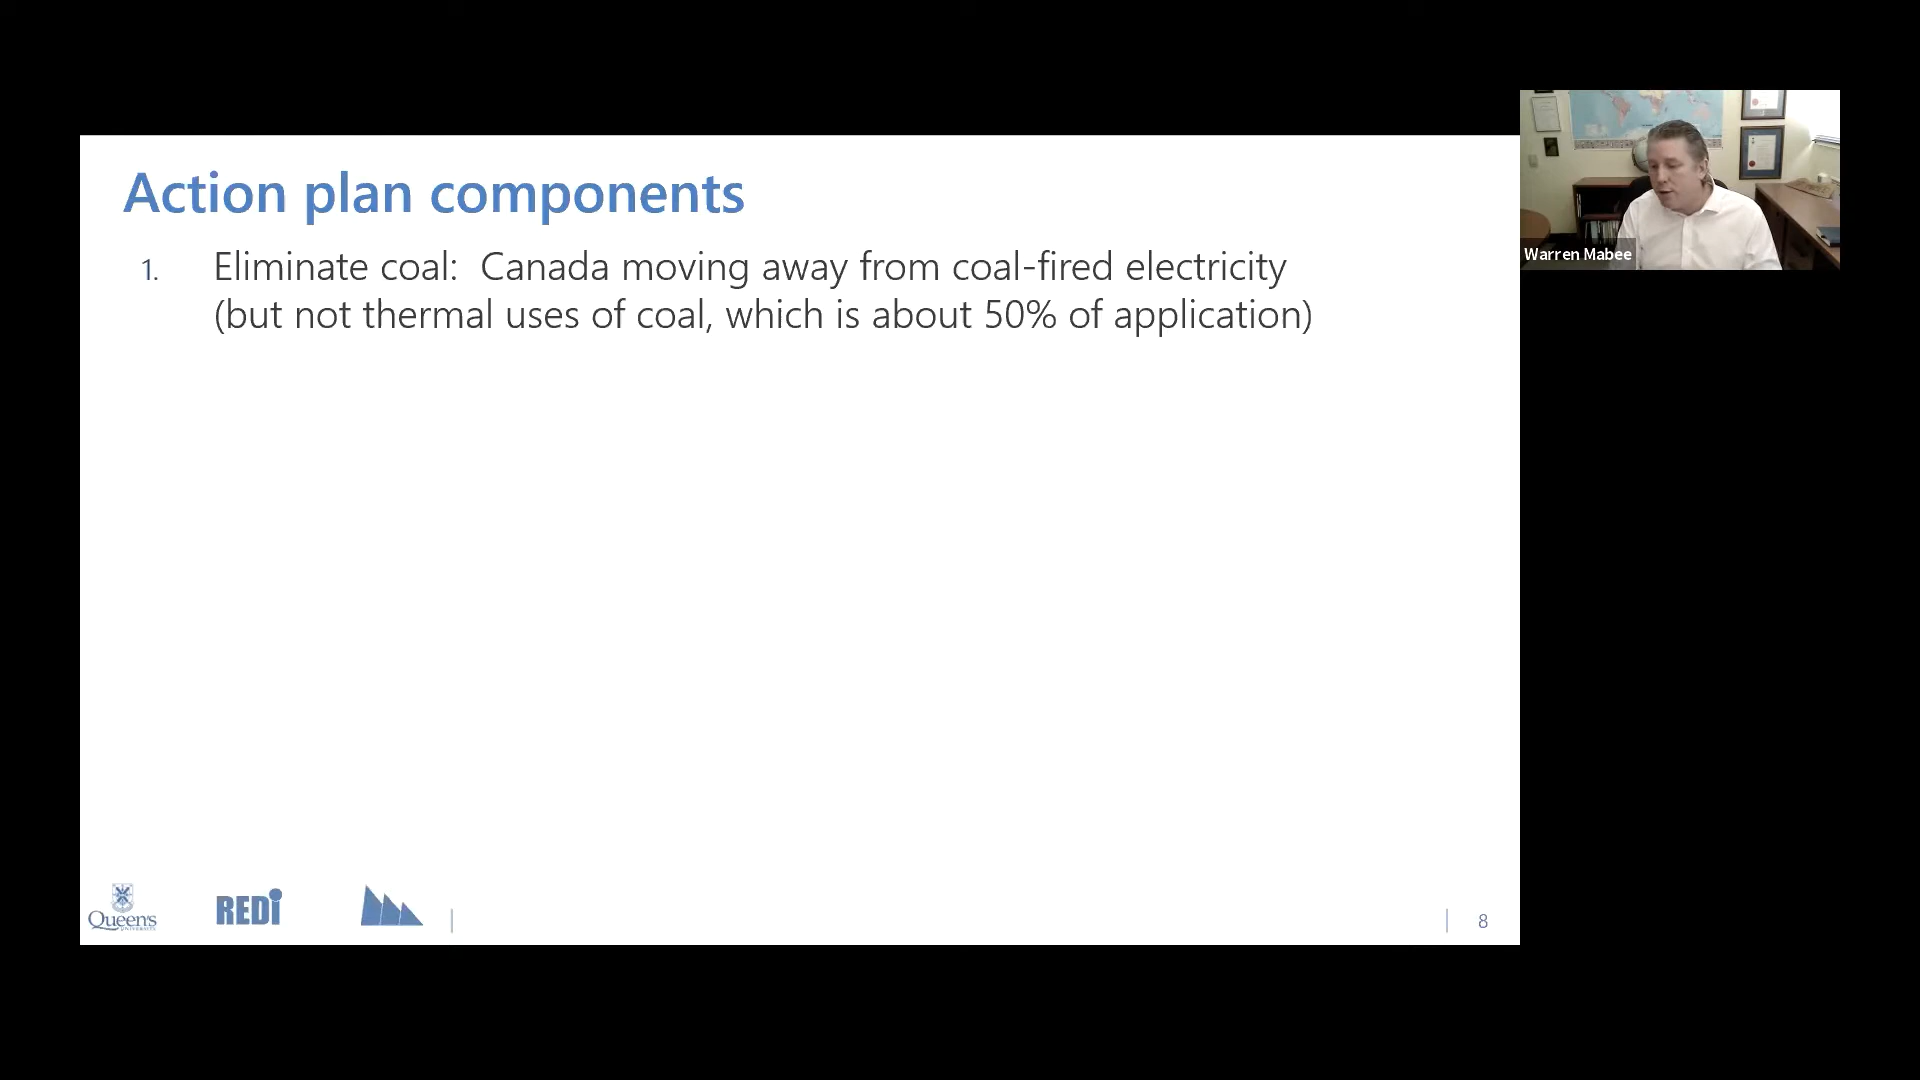 Action plan components
1. Eliminate coal:  Canada moving away from coal-fired electricity
(but not thermal uses of coal, which is about 50% of application)
Warren Mabee
Queen's
UNIVERSITY
REDi
8